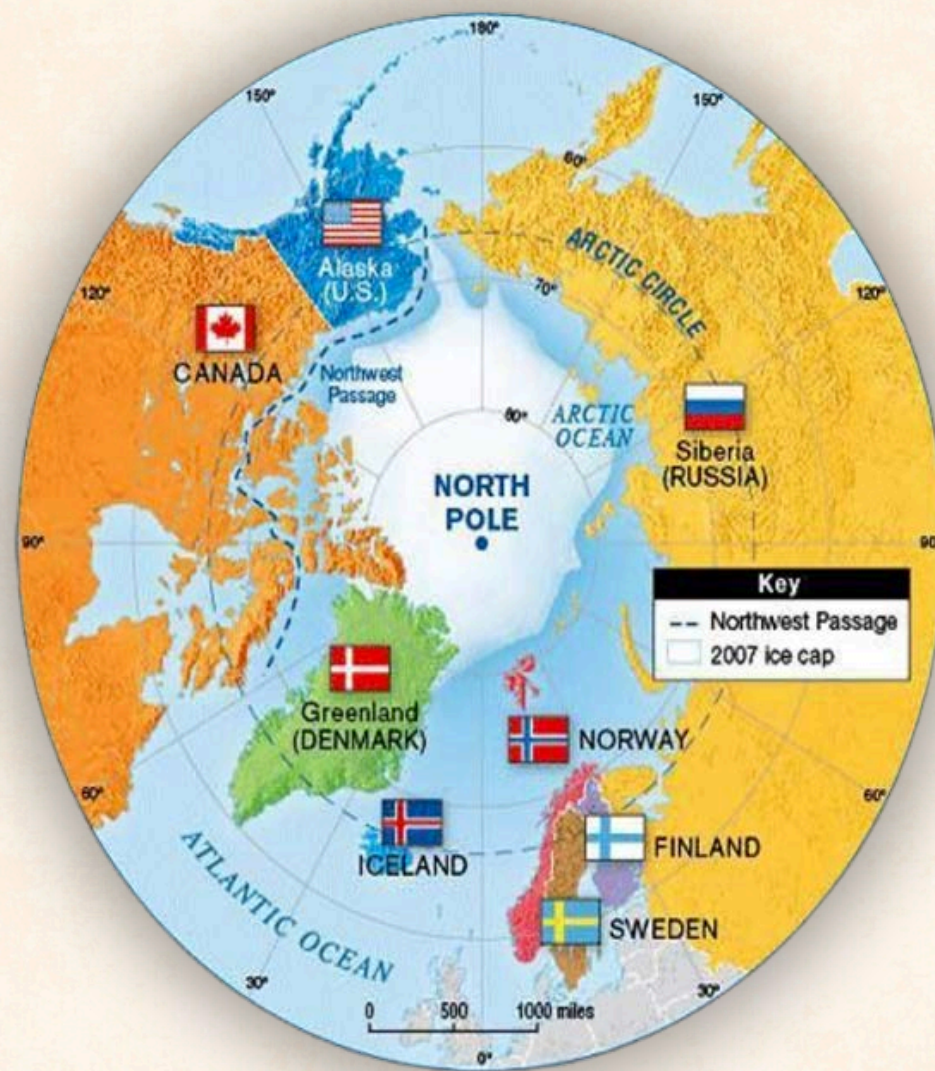 180°
150°
150°
60°
Alaska
(U.S.)
ARCTIC CIRCLE
70°
120°
120°
CANADA
Northwest
Passage
80°
ARCTIC
OCEAN
Siberia
(RUSSIA)
NORTH
POLE
90°
90°
Key
Northwest Passage
2007 ice cap
Greenland
(DENMARK)
NORWAY
60°
60°
ICELAND
FINLAND
SWEDEN
ATLANTIC OCEAN
30°
30°
0 500 1000 miles
0°